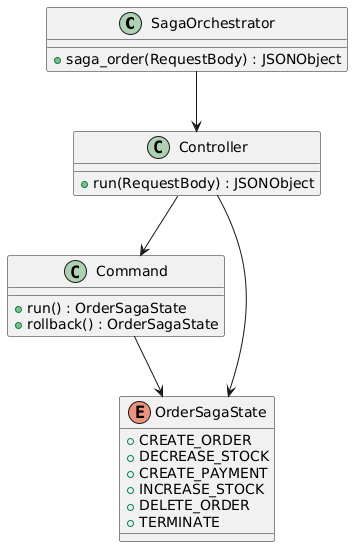 C SagaOrchestrator
saga_order(RequestBody) : JSONObject
C Controller
run(RequestBody) : JSONObject
C Command
run() : OrderSagaState
rollback() : OrderSagaState
E OrderSagaState
CREATE_ORDER
DECREASE_STOCK
CREATE_PAYMENT
INCREASE_STOCK
DELETE_ORDER
TERMINATE